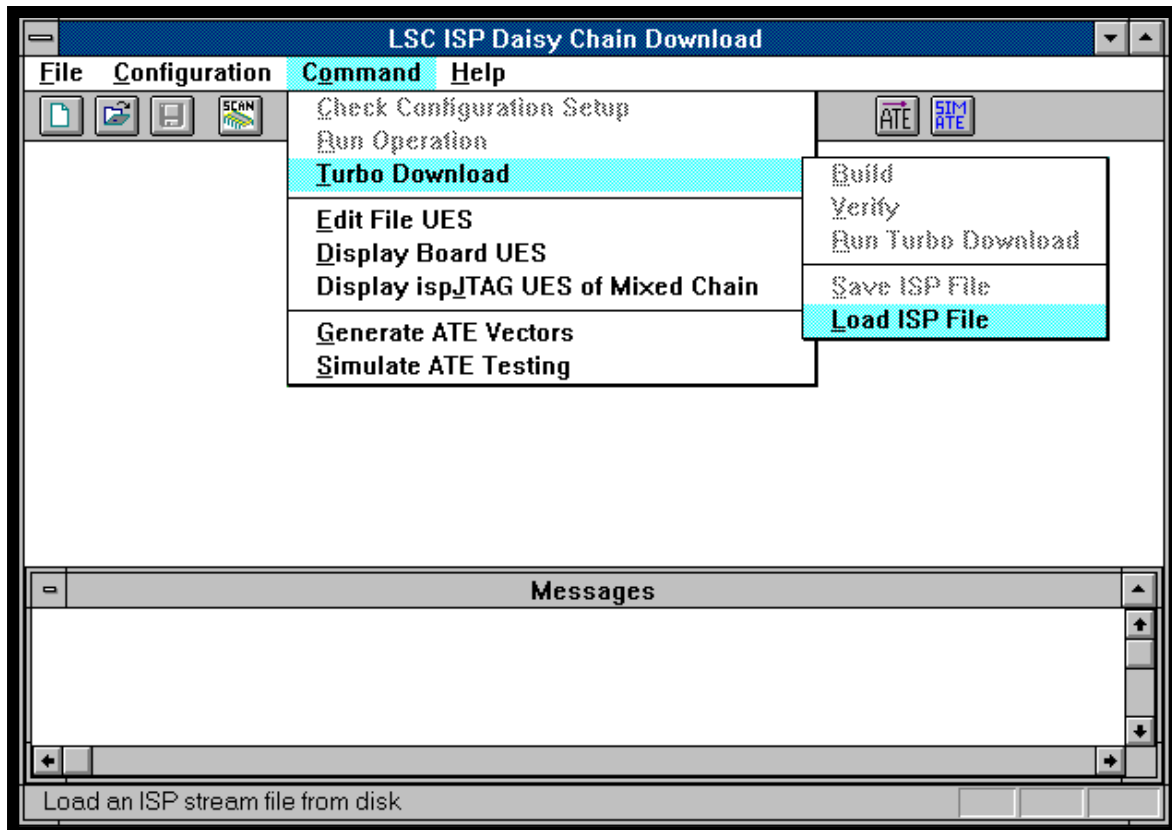 LSC ISP Daisy Chain Download
File Configuration Command Help
SCAN ATE SIM ATE
Check Configuration Setup
Run Operation
Turbo Download
Edit File UES
Display Board UES
Display ispJTAG UES of Mixed Chain
Generate ATE Vectors
Simulate ATE Testing
Build
Verify
Run Turbo Download
Save ISP File
Load ISP File
Messages
Load an ISP stream file from disk